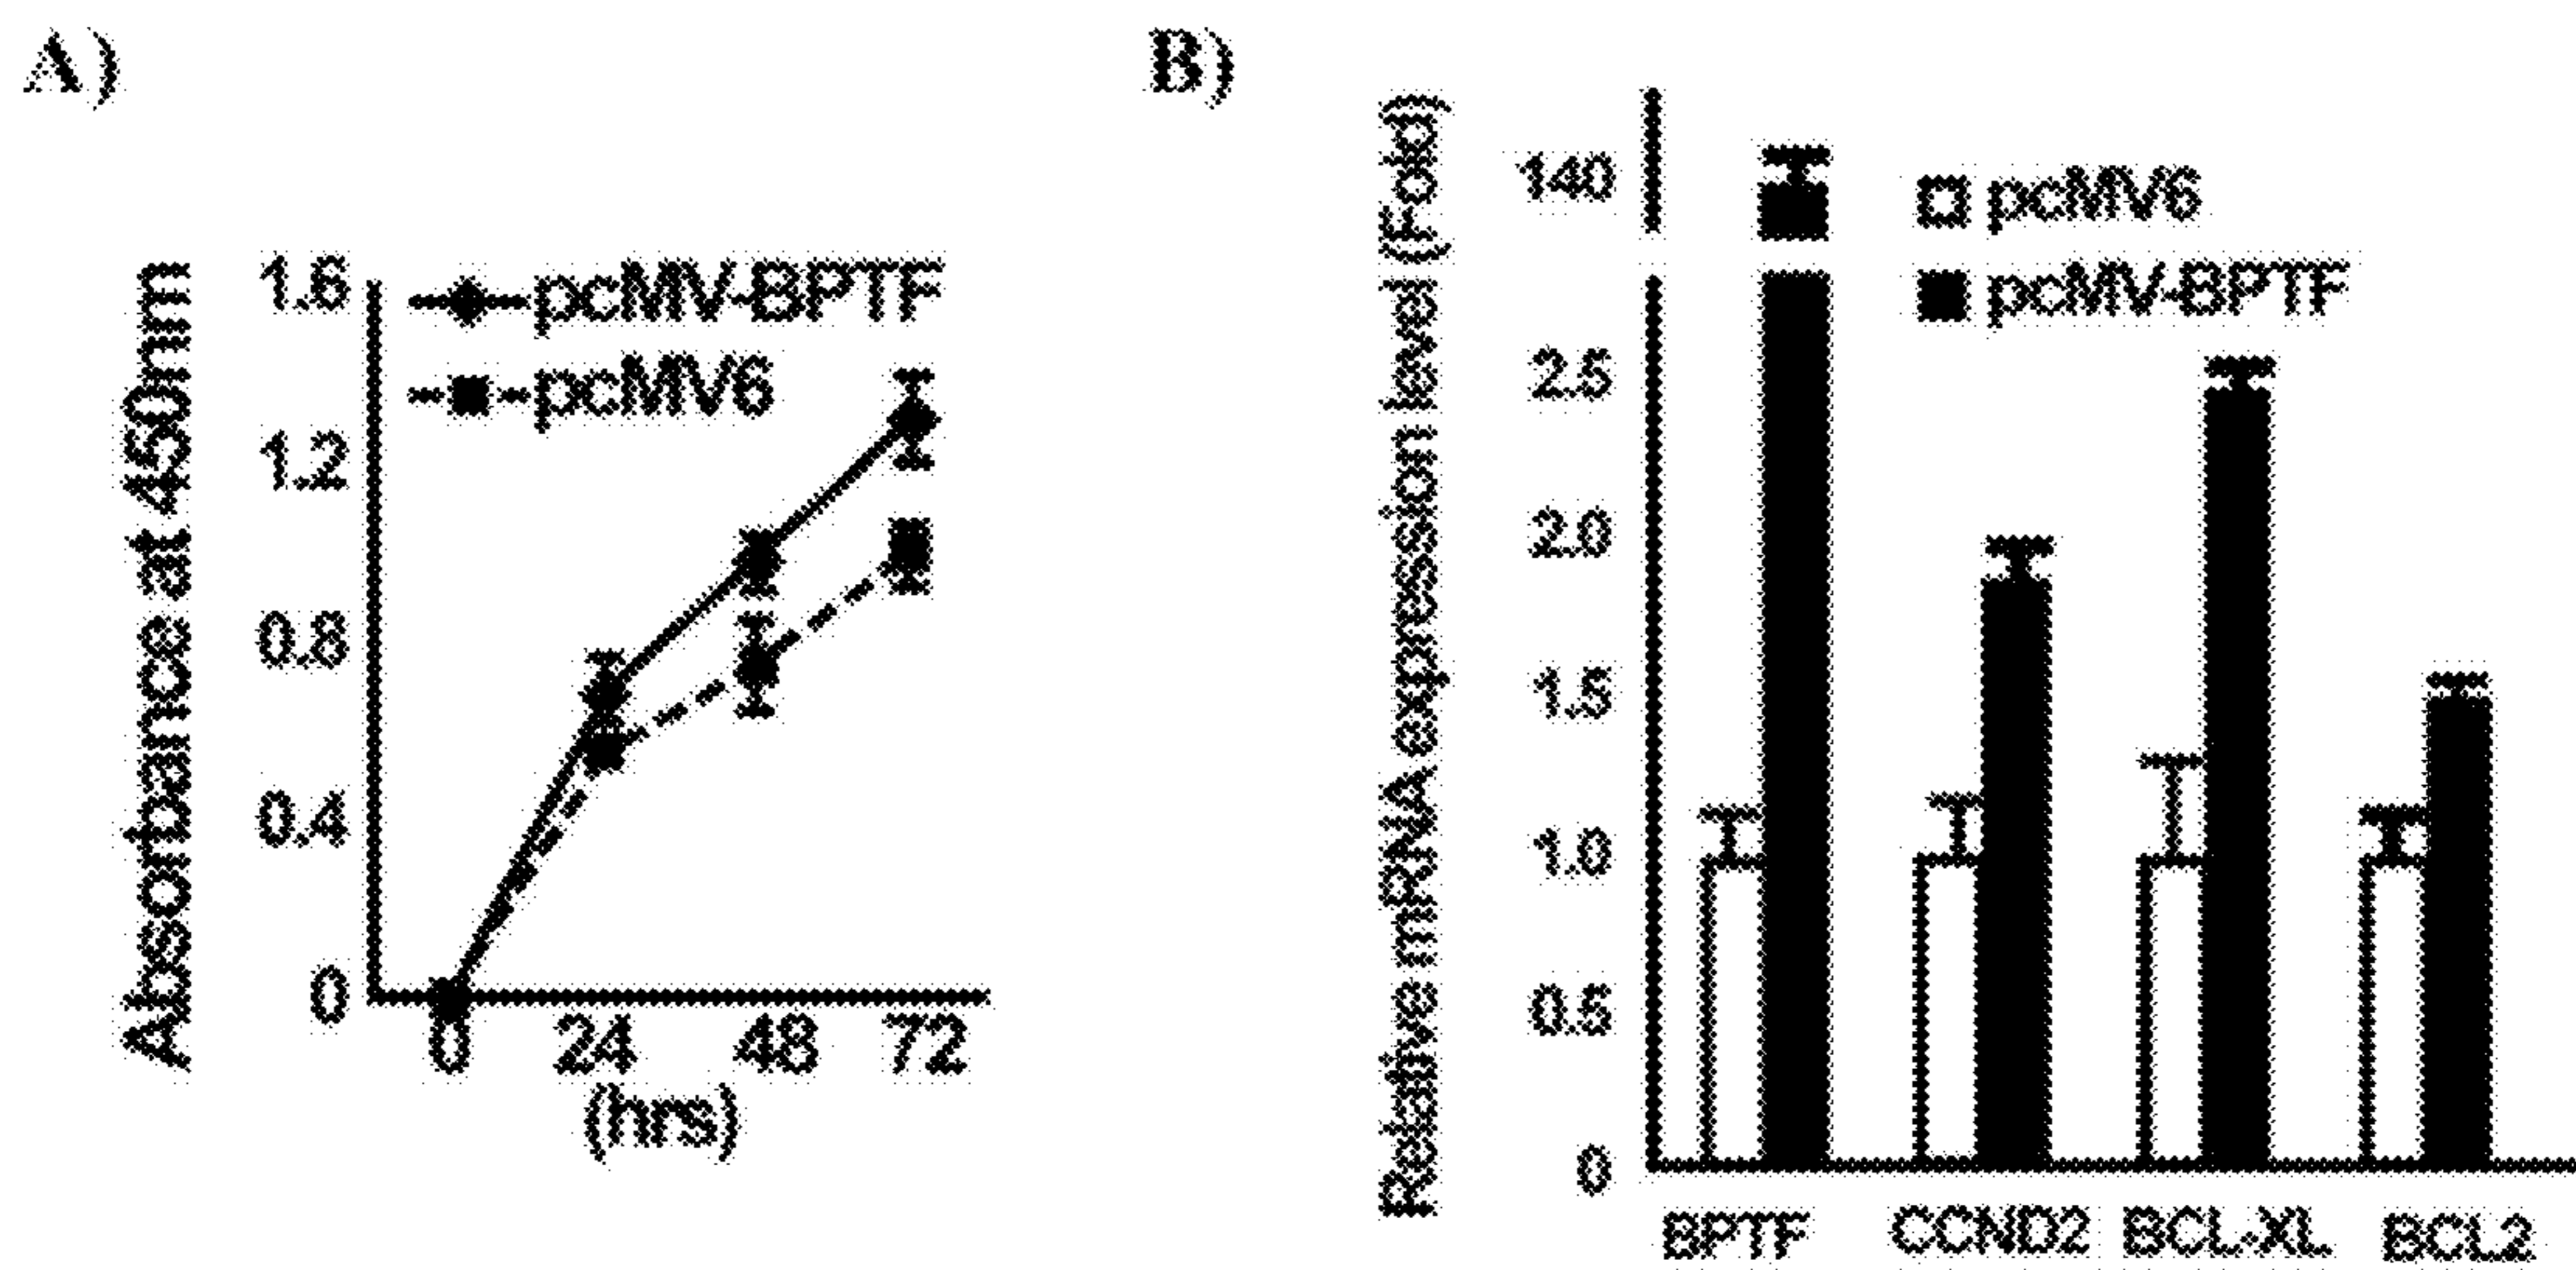 A)
Absorbance at 450nm
1.6
1.2
0.8
0.4
0
pcMV-BPTF
pcMV6
0 24 48 72
(hrs)
B)
Relative mRNA expression level (Fold)
140
2.5
2.0
1.5
1.0
0.5
0
pcMV6
pcMV-BPTF
BPTF CCND2 BCL-XL BCL2